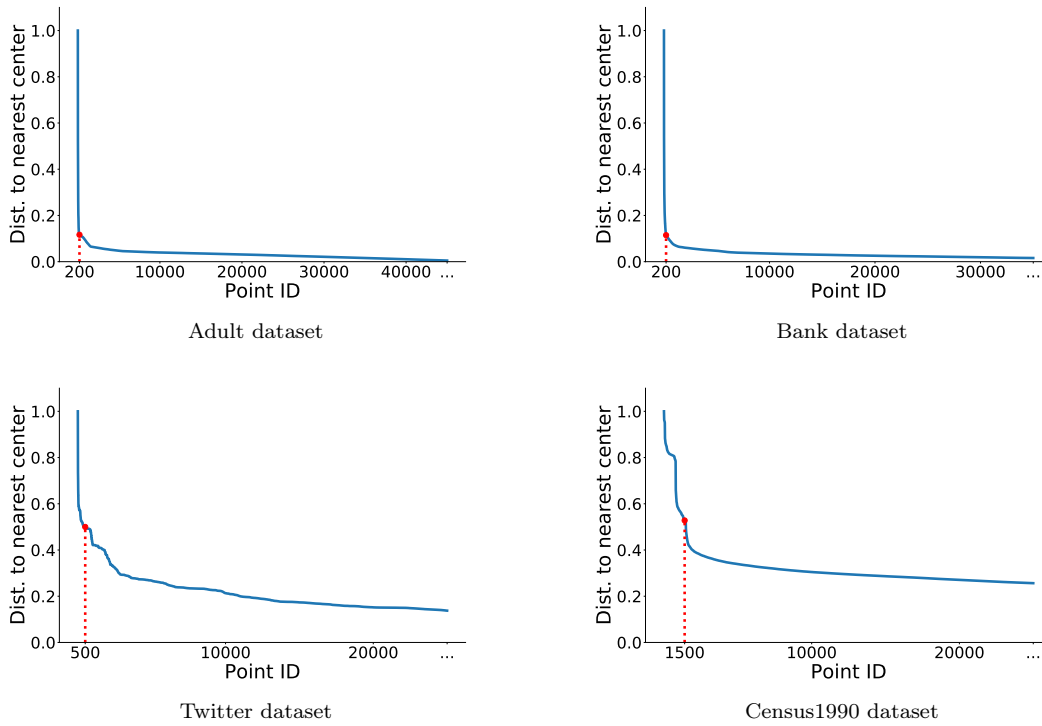 Dist. to nearest center
1.0
0.8
0.6
0.4
0.2
0.0
200 10000 20000 30000 40000 ...
Point ID
Adult dataset
Dist. to nearest center
1.0
0.8
0.6
0.4
0.2
0.0
200 10000 20000 30000 ...
Point ID
Bank dataset
Dist. to nearest center
1.0
0.8
0.6
0.4
0.2
0.0
500 10000 20000 ...
Point ID
Twitter dataset
Dist. to nearest center
1.0
0.8
0.6
0.4
0.2
0.0
1500 10000 20000 ...
Point ID
Census1990 dataset